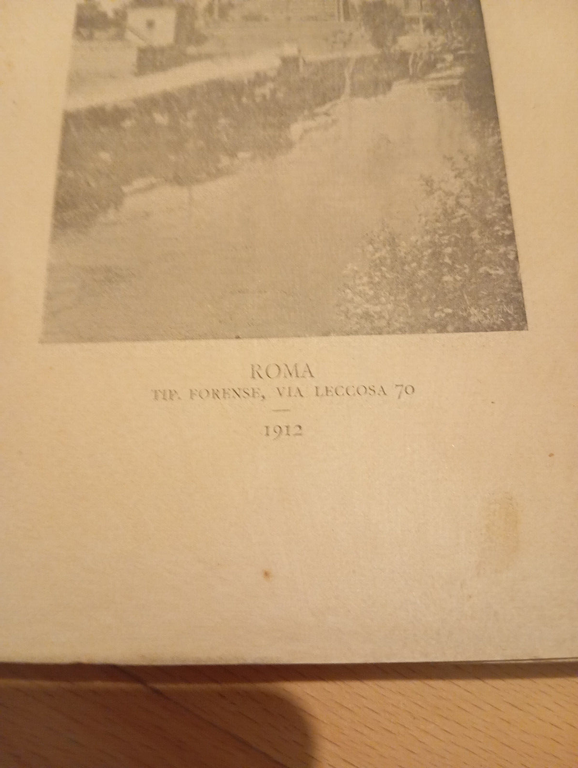 ROMA
TIP. FORENSE, VIA LECCOSA 70
1912